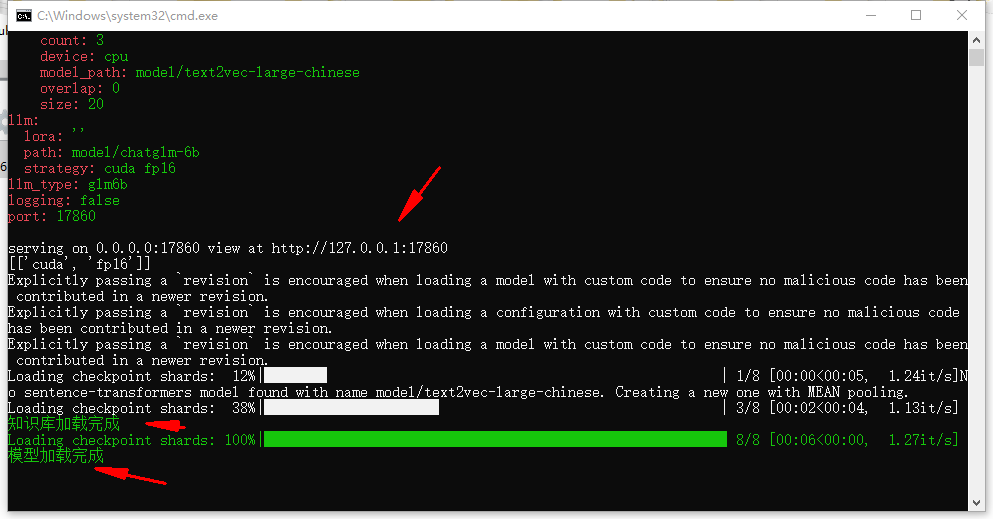 C:\Windows\system32\cmd.exe
count: 3
device: cpu
model_path: model/text2vec-large-chinese
overlap: 0
size: 20
llm:
lora: ''
path: model/chatglm-6b
strategy: cuda fp16
llm_type: glm6b
logging: false
port: 17860
serving on 0.0.0.0:17860 view at http://127.0.0.1:17860
[['cuda', 'fp16']]
Explicitly passing a `revision` is encouraged when loading a model with custom code to ensure no malicious code has been
contributed in a newer revision.
Explicitly passing a `revision` is encouraged when loading a configuration with custom code to ensure no malicious code
has been contributed in a newer revision.
Explicitly passing a `revision` is encouraged when loading a model with custom code to ensure no malicious code has been
contributed in a newer revision.
Loading checkpoint shards: 12%| | 1/8 [00:00<00:05, 1.24it/s]N
o sentence-transformers model found with name model/text2vec-large-chinese. Creating a new one with MEAN pooling.
Loading checkpoint shards: 38%| | 3/8 [00:02<00:04, 1.13it/s]
知识库加载完成
Loading checkpoint shards: 100%| | 8/8 [00:06<00:00, 1.27it/s]
模型加载完成